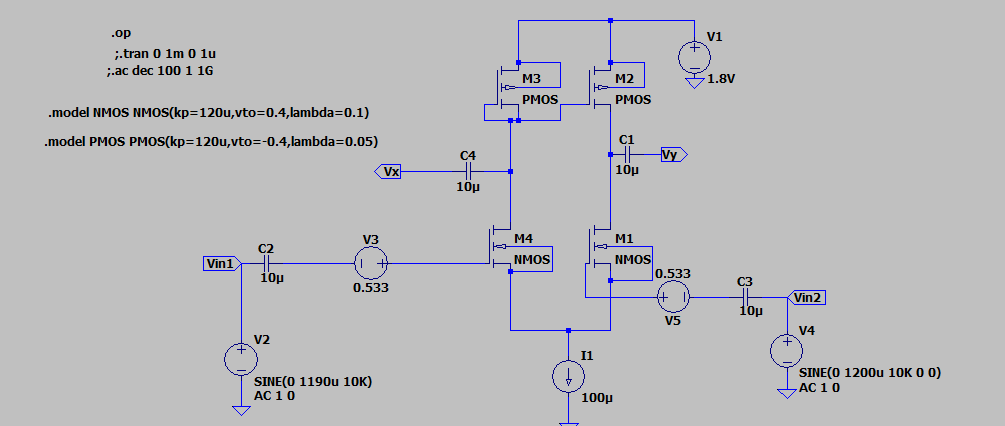 .op
;.tran 0 1m 0 1u
;.ac dec 100 1 1G
V1
1.8V
M3
PMOS
M2
PMOS
.model NMOS NMOS(kp=120u,vto=0.4,lambda=0.1)
.model PMOS PMOS(kp=120u,vto=-0.4,lambda=0.05)
C4
10µ
Vx
C1
10µ
Vy
M4
NMOS
M1
NMOS
Vin1
C2
10µ
V3
0.533
0.533
V5
C3
10µ
Vin2
V2
SINE(0 1190u 10K)
AC 1 0
I1
100µ
V4
SINE(0 1200u 10K 0 0)
AC 1 0